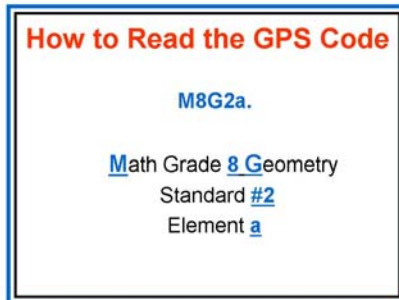 How to Read the GPS Code
M8G2a.
Math Grade 8 Geometry
Standard #2
Element a